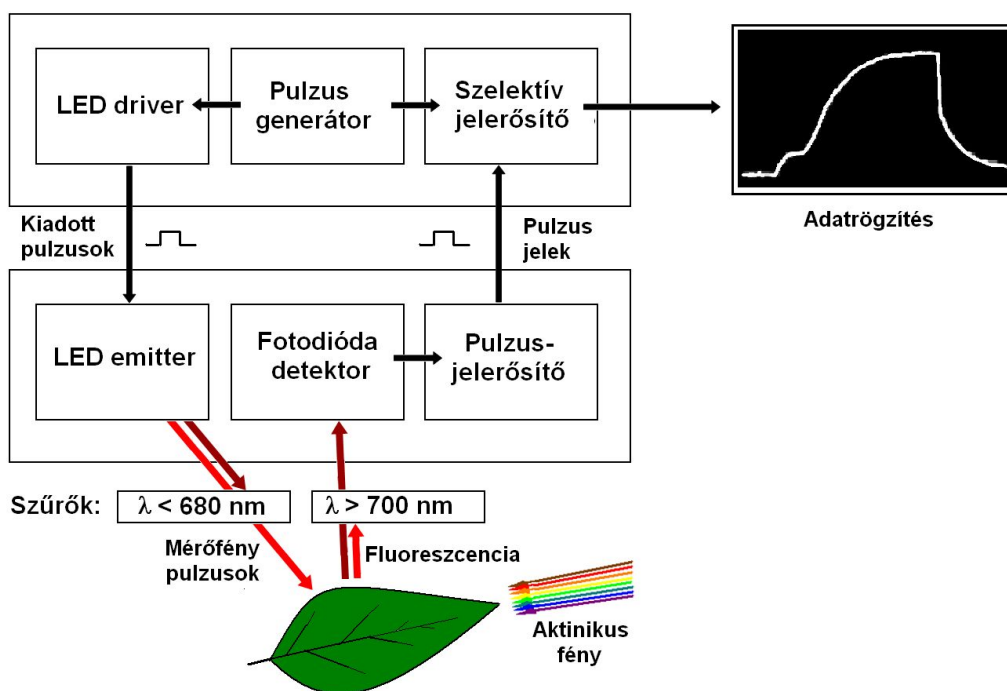 LED driver
Pulzus
generátor
Szelektív
jelerősítő
Adatrögzítés
Kiadott
pulzusok
Pulzus
jelek
LED emitter
Fotodióda
detektor
Pulzus-
jelerősítő
Szűrők:
λ < 680 nm
λ > 700 nm
Mérőfény
pulzusok
Fluoreszcencia
Aktinikus
fény